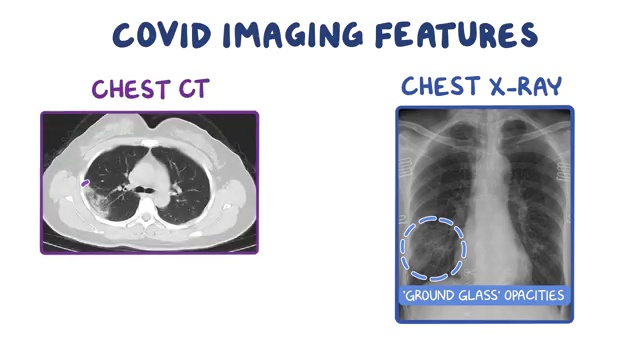 COVID IMAGING FEATURES
CHEST CT
CHEST X-RAY
'GROUND GLASS' OPACITIES